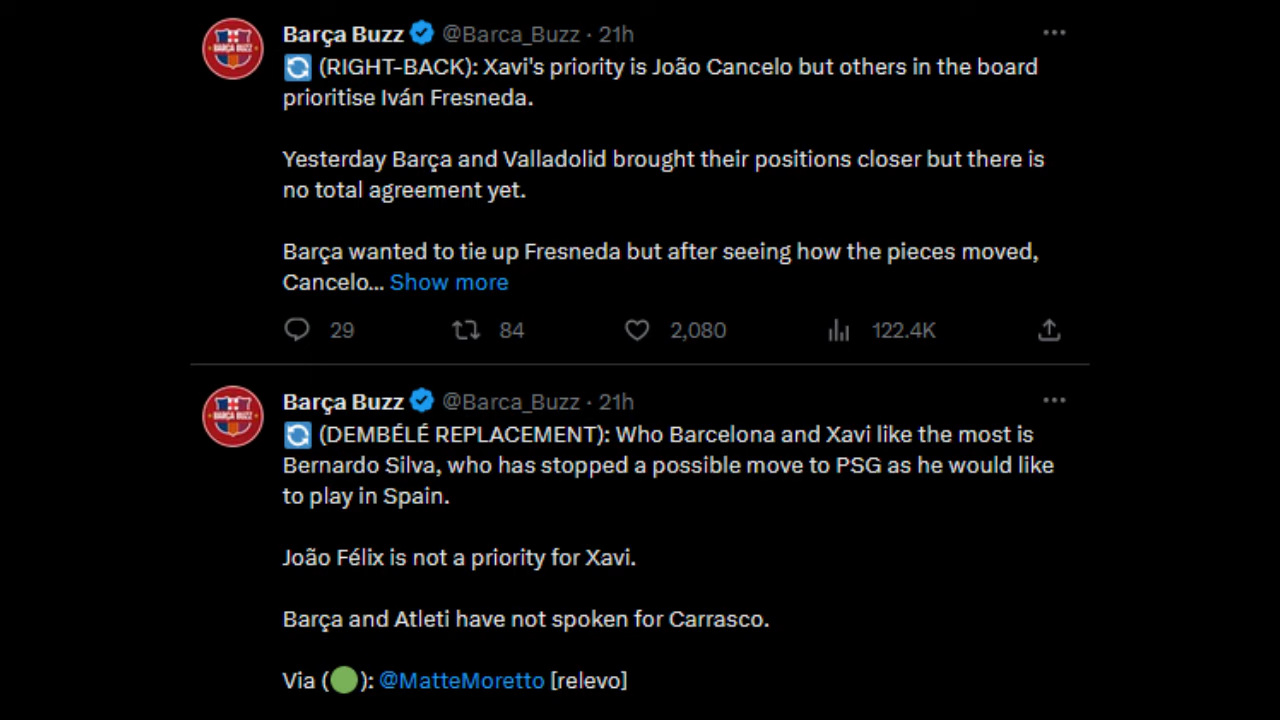 Barça Buzz @Barca_Buzz · 21h
(RIGHT-BACK): Xavi's priority is João Cancelo but others in the board
prioritise Iván Fresneda.
Yesterday Barça and Valladolid brought their positions closer but there is
no total agreement yet.
Barça wanted to tie up Fresneda but after seeing how the pieces moved,
Cancelo... Show more
29 84 2,080 122.4K
Barça Buzz @Barca_Buzz · 21h
(DEMBÉLÉ REPLACEMENT): Who Barcelona and Xavi like the most is
Bernardo Silva, who has stopped a possible move to PSG as he would like
to play in Spain.
João Félix is not a priority for Xavi.
Barça and Atleti have not spoken for Carrasco.
Via (🟢): @MatteMoretto [relevo]